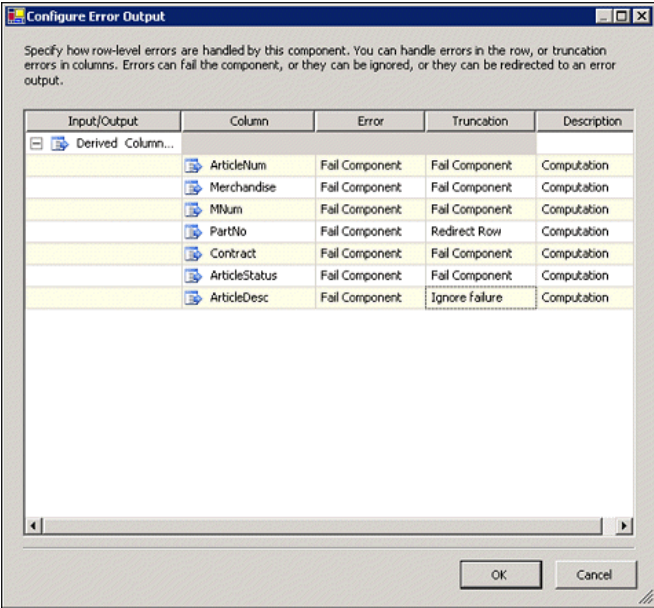 Configure Error Output
Specify how row-level errors are handled by this component. You can handle errors in the row, or truncation
errors in columns. Errors can fail the component, or they can be ignored, or they can be redirected to an error
output.
Input/Output Column Error Truncation Description
Derived Column...
ArticleNum Fail Component Fail Component Computation
Merchandise Fail Component Fail Component Computation
MNum Fail Component Fail Component Computation
PartNo Fail Component Redirect Row Computation
Contract Fail Component Fail Component Computation
ArticleStatus Fail Component Fail Component Computation
ArticleDesc Fail Component Ignore failure Computation
OK Cancel